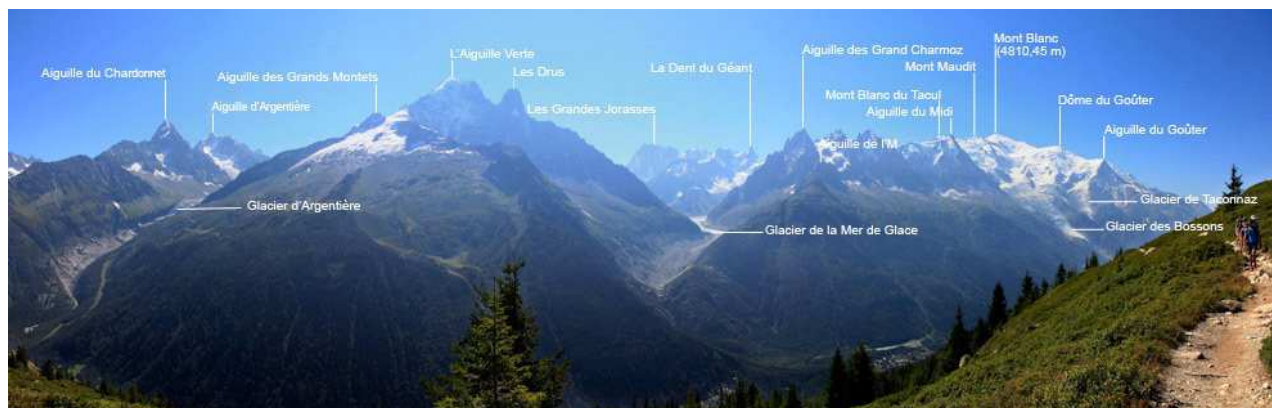 Aiguille du Chardonnet
Aiguille des Grands Montets
Aiguille d'Argentière
L'Aiguille Verte
Les Drus
Les Grandes Jorasses
La Dent du Géant
Aiguille des Grand Charmoz
Mont Maudit
Mont Blanc
(4810,45 m)
Mont Blanc du Tacul
Aiguille du Midi
Aiguille de l'M
Dôme du Goûter
Aiguille du Goûter
Glacier d'Argentière
Glacier de la Mer de Glace
Glacier de Taconnaz
Glacier des Bossons